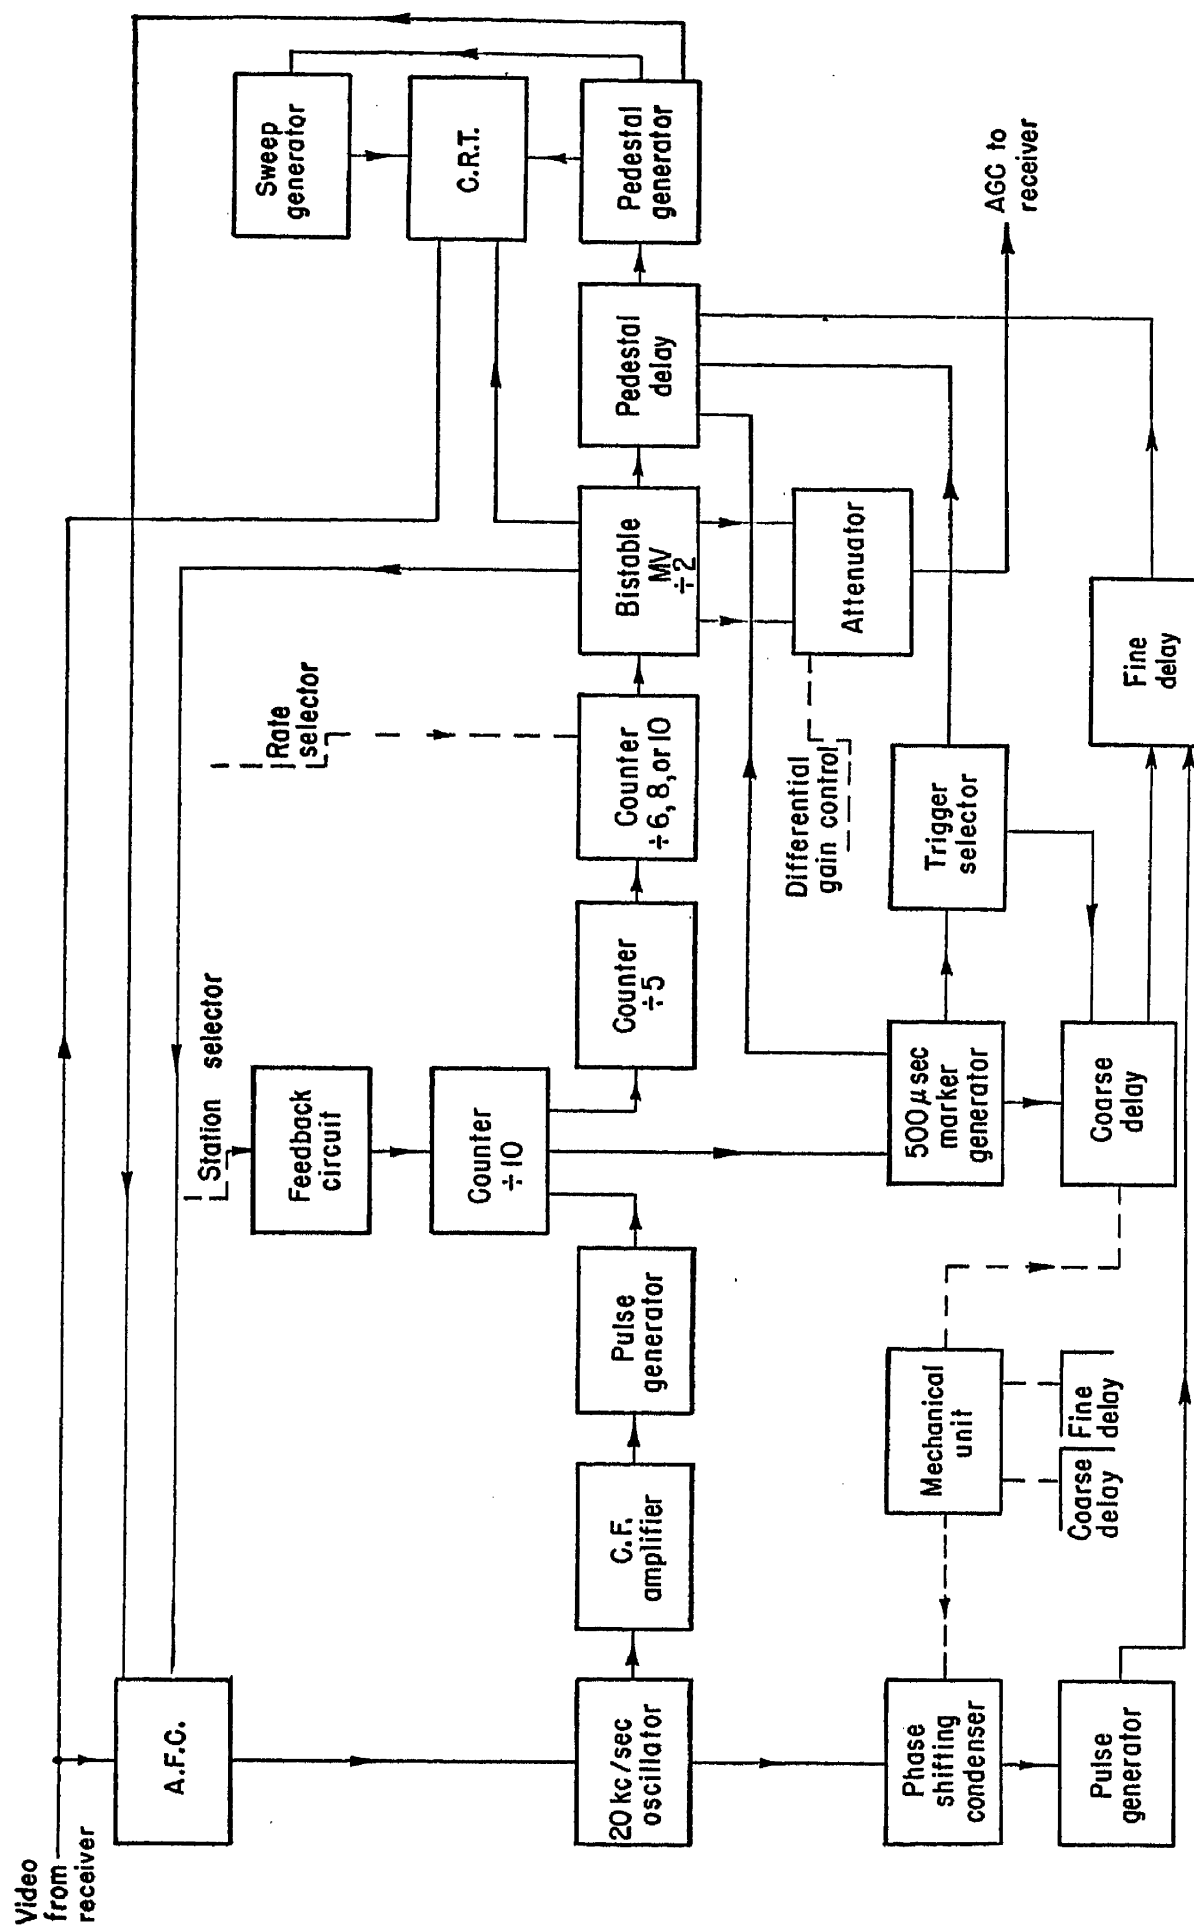 Video
from
receiver
A.F.C.
Station selector
Feedback
circuit
Rate
selector
Sweep
generator
Counter
÷10
C.R.T.
20 kc/sec
oscillator
C.F.
amplifier
Pulse
generator
Counter
÷5
Counter
÷6, 8, or 10
Bistable
MV
÷2
Pedestal
delay
Pedestal
generator
Differential
gain control
Attenuator
AGC to
receiver
Phase
shifting
condenser
Mechanical
unit
500 μ sec
marker
generator
Trigger
selector
Pulse
generator
Coarse
delay
Fine
delay
Coarse
delay
Fine
delay